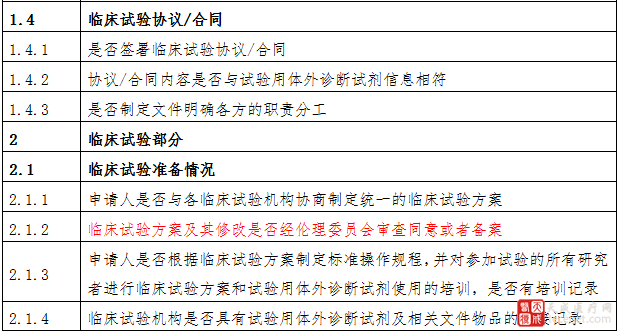 1.4 临床试验协议/合同
1.4.1 是否签署临床试验协议/合同
1.4.2 协议/合同内容是否与试验用体外诊断试剂信息相符
1.4.3 是否制定文件明确各方的职责分工
2 临床试验部分
2.1 临床试验准备情况
2.1.1 申请人是否与各临床试验机构协商制定统一的临床试验方案
2.1.2 临床试验方案及其修改是否经伦理委员会审查同意或者备案
2.1.3 申请人是否根据临床试验方案制定标准操作规程,并对参加试验的所有研究
者进行临床试验方案和试验用体外诊断试剂使用的培训,是否有培训记录
2.1.4 临床试验机构是否具有试验用体外诊断试剂及相关文件物品的 接记录